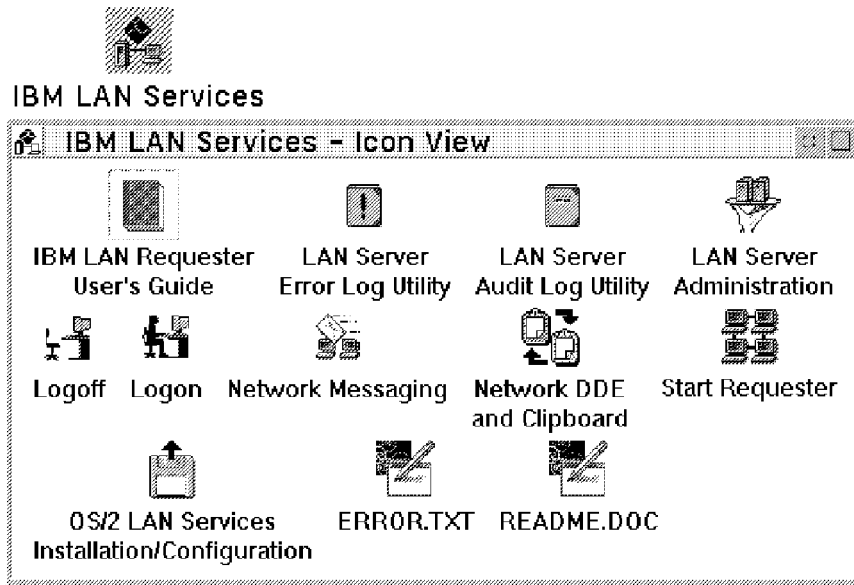 IBM LAN Services
IBM LAN Services - Icon View
IBM LAN Requester
User's Guide
LAN Server
Error Log Utility
LAN Server
Audit Log Utility
LAN Server
Administration
Logoff
Logon
Network Messaging
Network DDE
and Clipboard
Start Requester
OS/2 LAN Services
Installation/Configuration
ERROR.TXT
README.DOC